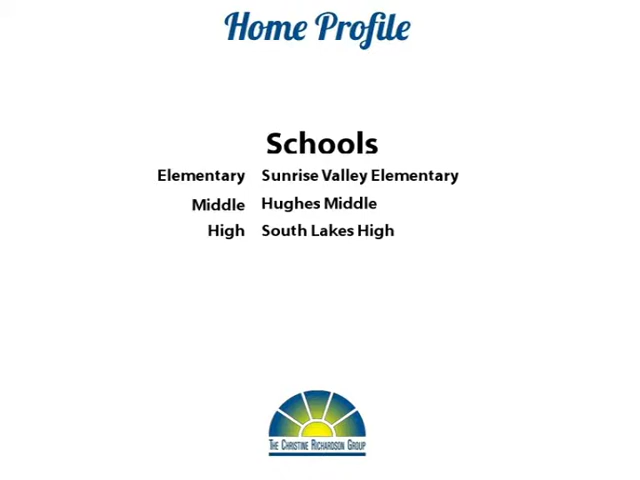 Home Profile
Schools
Elementary Sunrise Valley Elementary
Middle Hughes Middle
High South Lakes High
THE CHRISTINE RICHARDSON GROUP